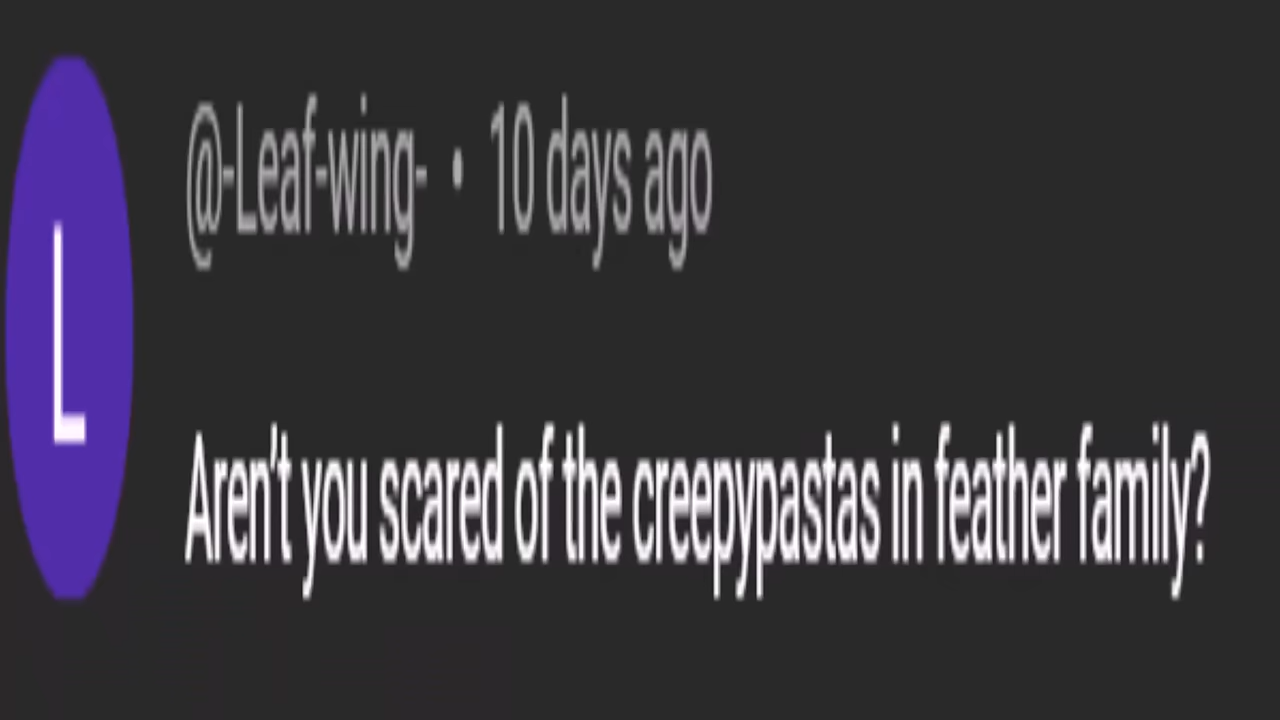 L
@-Leaf-wing- • 10 days ago
Aren't you scared of the creepypastas in feather family?